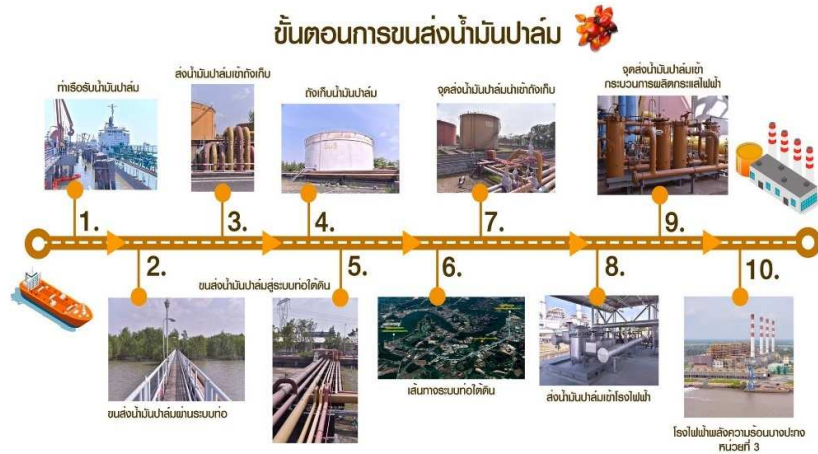 ขั้นตอนการขนส่งน้ำมันปาล์ม
1.
ท่าเรือรับน้ำมันปาล์ม
2.
ขนส่งน้ำมันปาล์มผ่านระบบท่อ
3.
ส่งน้ำมันปาล์มเข้าถังเก็บ
4.
ถังเก็บน้ำมันปาล์ม
5.
ขนส่งน้ำมันปาล์มสู่ระบบท่อใต้ดิน
6.
เส้นทางระบบท่อใต้ดิน
7.
จุดส่งน้ำมันปาล์มนำเข้าถังเก็บ
8.
ส่งน้ำมันปาล์มเข้าโรงไฟฟ้า
9.
จุดส่งน้ำมันปาล์มเข้า
กระบวนการผลิตกระแสไฟฟ้า
10.
โรงไฟฟ้าพลังความร้อนบางปะกง
หน่วยที่ 3